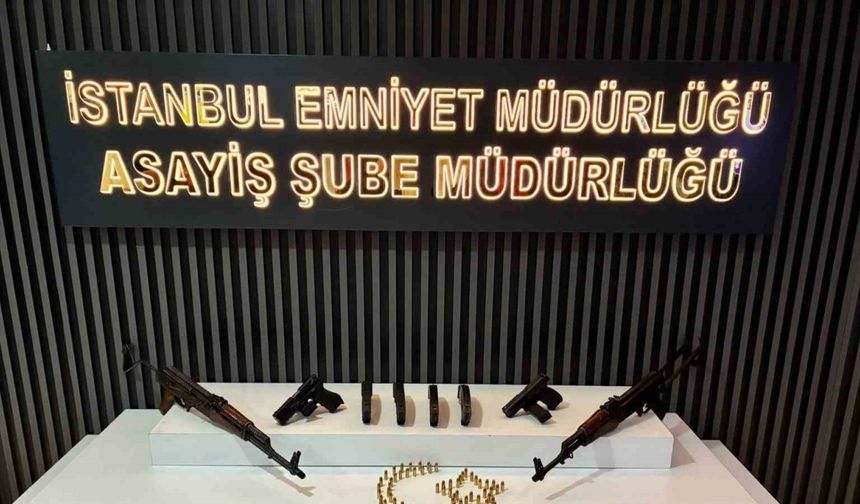 İSTANBUL EMNİYET MÜDÜRLÜĞÜ
ASAYİŞ ŞUBE MÜDÜRLÜĞÜ